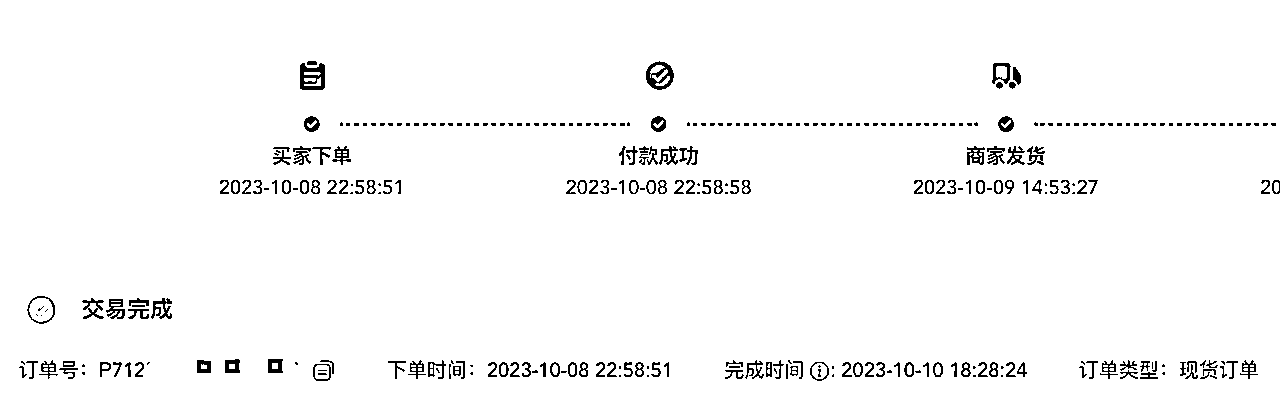 买家下单 付款成功 商家发货
2023-10-08 22:58:51 2023-10-08 22:58:58 2023-10-09 14:53:27 20
交易完成
订单号：P712 下单时间：2023-10-08 22:58:51 完成时间 : 2023-10-10 18:28:24 订单类型：现货订单